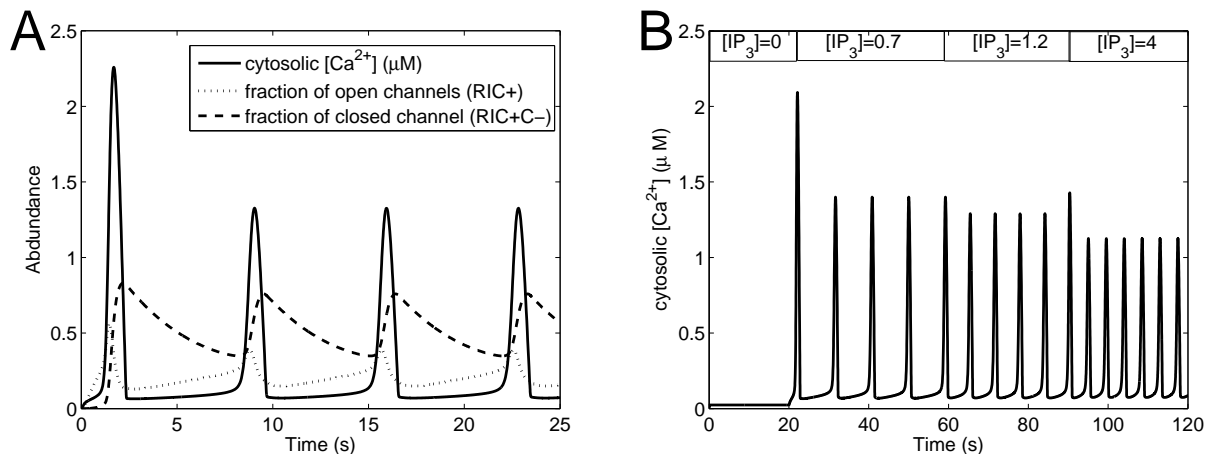 A
2.5
2
1.5
1
0.5
0
Abdundance
cytosolic [Ca²⁺] (μM)
fraction of open channels (RIC+)
fraction of closed channel (RIC+C−)
0 5 10 15 20 25
Time (s)
B
2.5
2
1.5
1
0.5
0
cytosolic [Ca²⁺] (μ M)
[IP₃]=0 [IP₃]=0.7 [IP₃]=1.2 [IP₃]=4
0 20 40 60 80 100 120
Time (s)